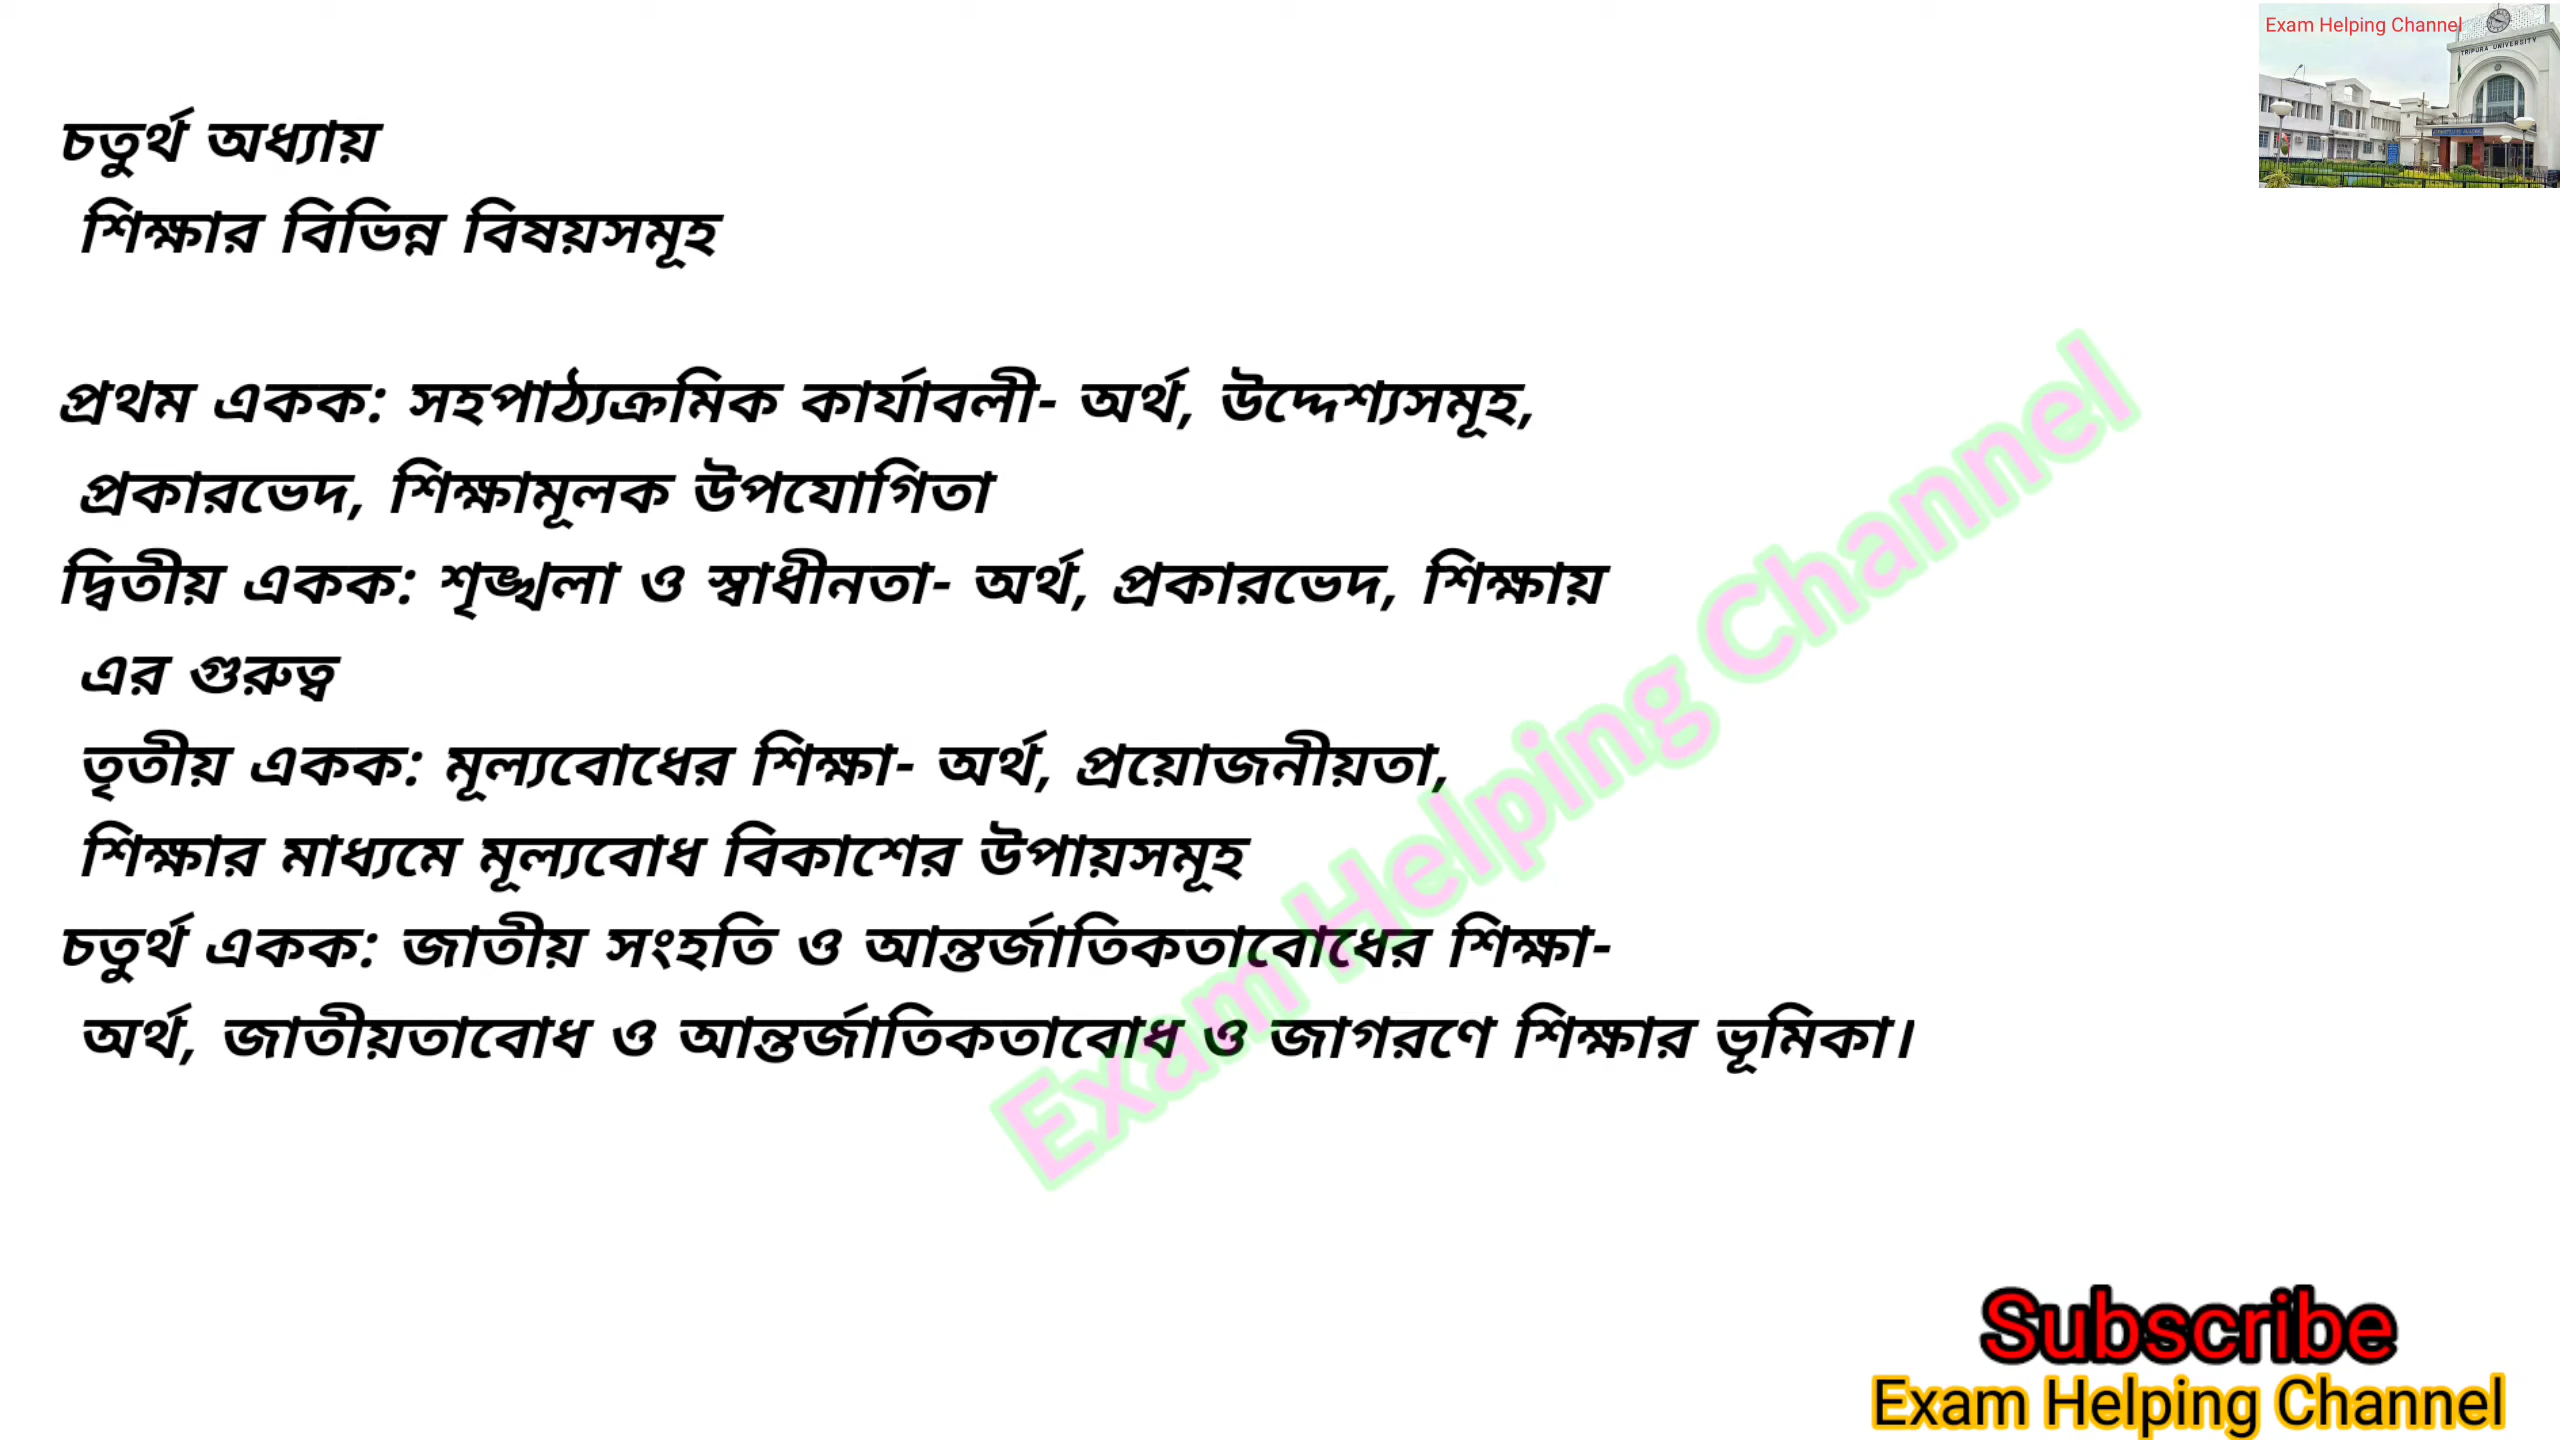 Exam Helping Channel
TRIPURA UNIVERSITY
চতুর্থ অধ্যায়
শিক্ষার বিভিন্ন বিষয়সমূহ
প্রথম একক: সহপাঠ্যক্রমিক কার্যাবলী- অর্থ, উদ্দেশ্যসমূহ,
প্রকারভেদ, শিক্ষামূলক উপযোগিতা
দ্বিতীয় একক: শৃঙ্খলা ও স্বাধীনতা- অর্থ, প্রকারভেদ, শিক্ষায়
এর গুরুত্ব
তৃতীয় একক: মূল্যবোধের শিক্ষা- অর্থ, প্রয়োজনীয়তা,
শিক্ষার মাধ্যমে মূল্যবোধ বিকাশের উপায়সমূহ
চতুর্থ একক: জাতীয় সংহতি ও আন্তর্জাতিকতাবোধের শিক্ষা-
অর্থ, জাতীয়তাবোধ ও আন্তর্জাতিকতাবোধ ও জাগরণে শিক্ষার ভূমিকা।
Exam Helping Channel
Subscribe
Exam Helping Channel